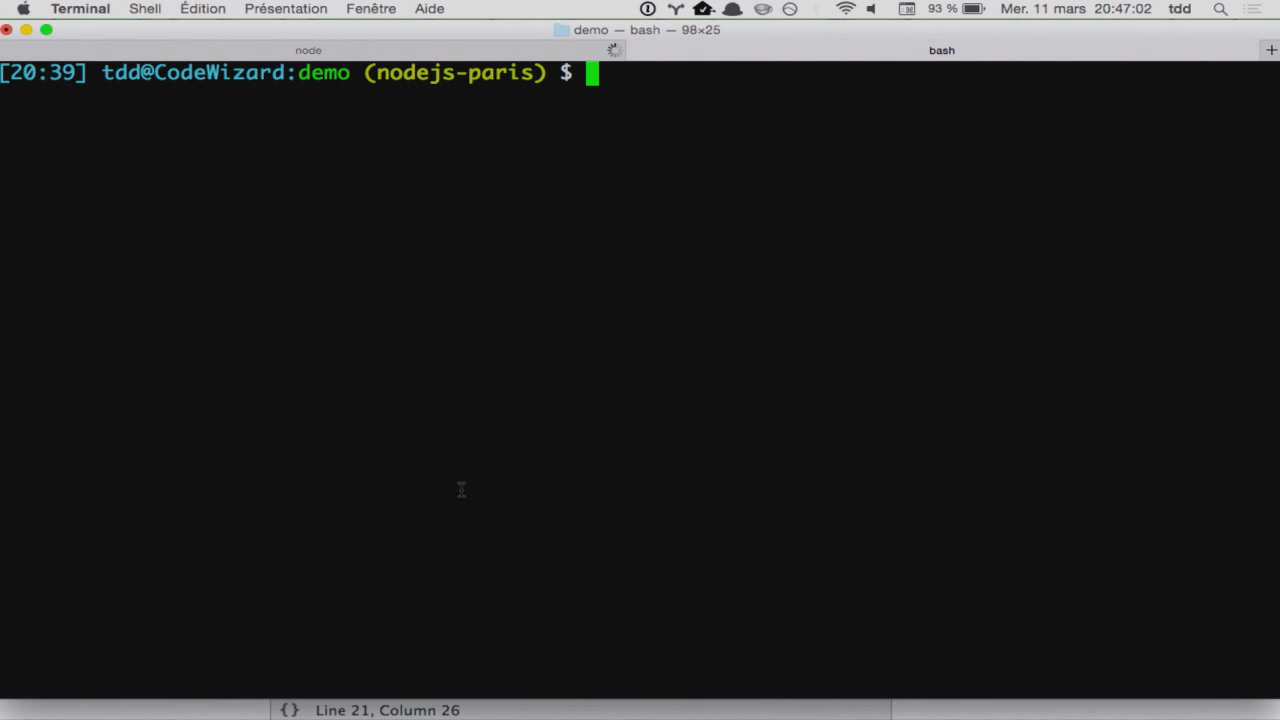 Terminal Shell Édition Présentation Fenêtre Aide 93 % Mer. 11 mars 20:47:02 tdd
demo — bash — 98×25
node bash +
[20:39] tdd@CodeWizard:demo (nodejs-paris) $
{} Line 21, Column 26